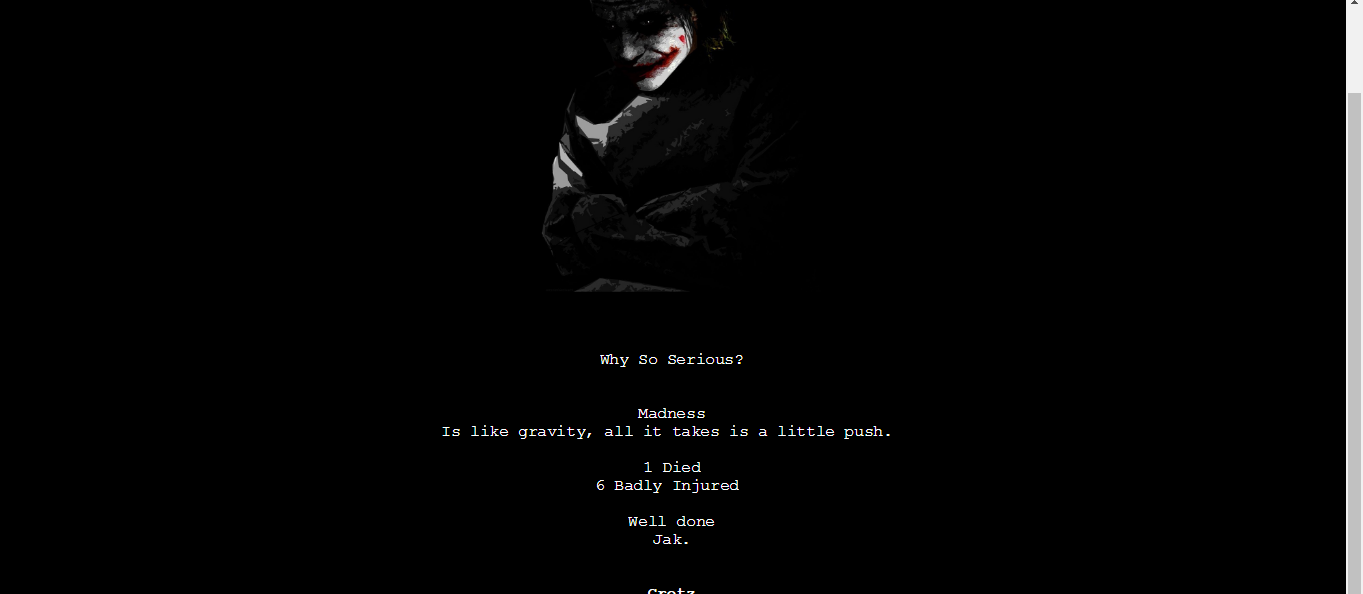 Why So Serious?
Madness
Is like gravity, all it takes is a little push.
1 Died
6 Badly Injured
Well done
Jak.
Gretz